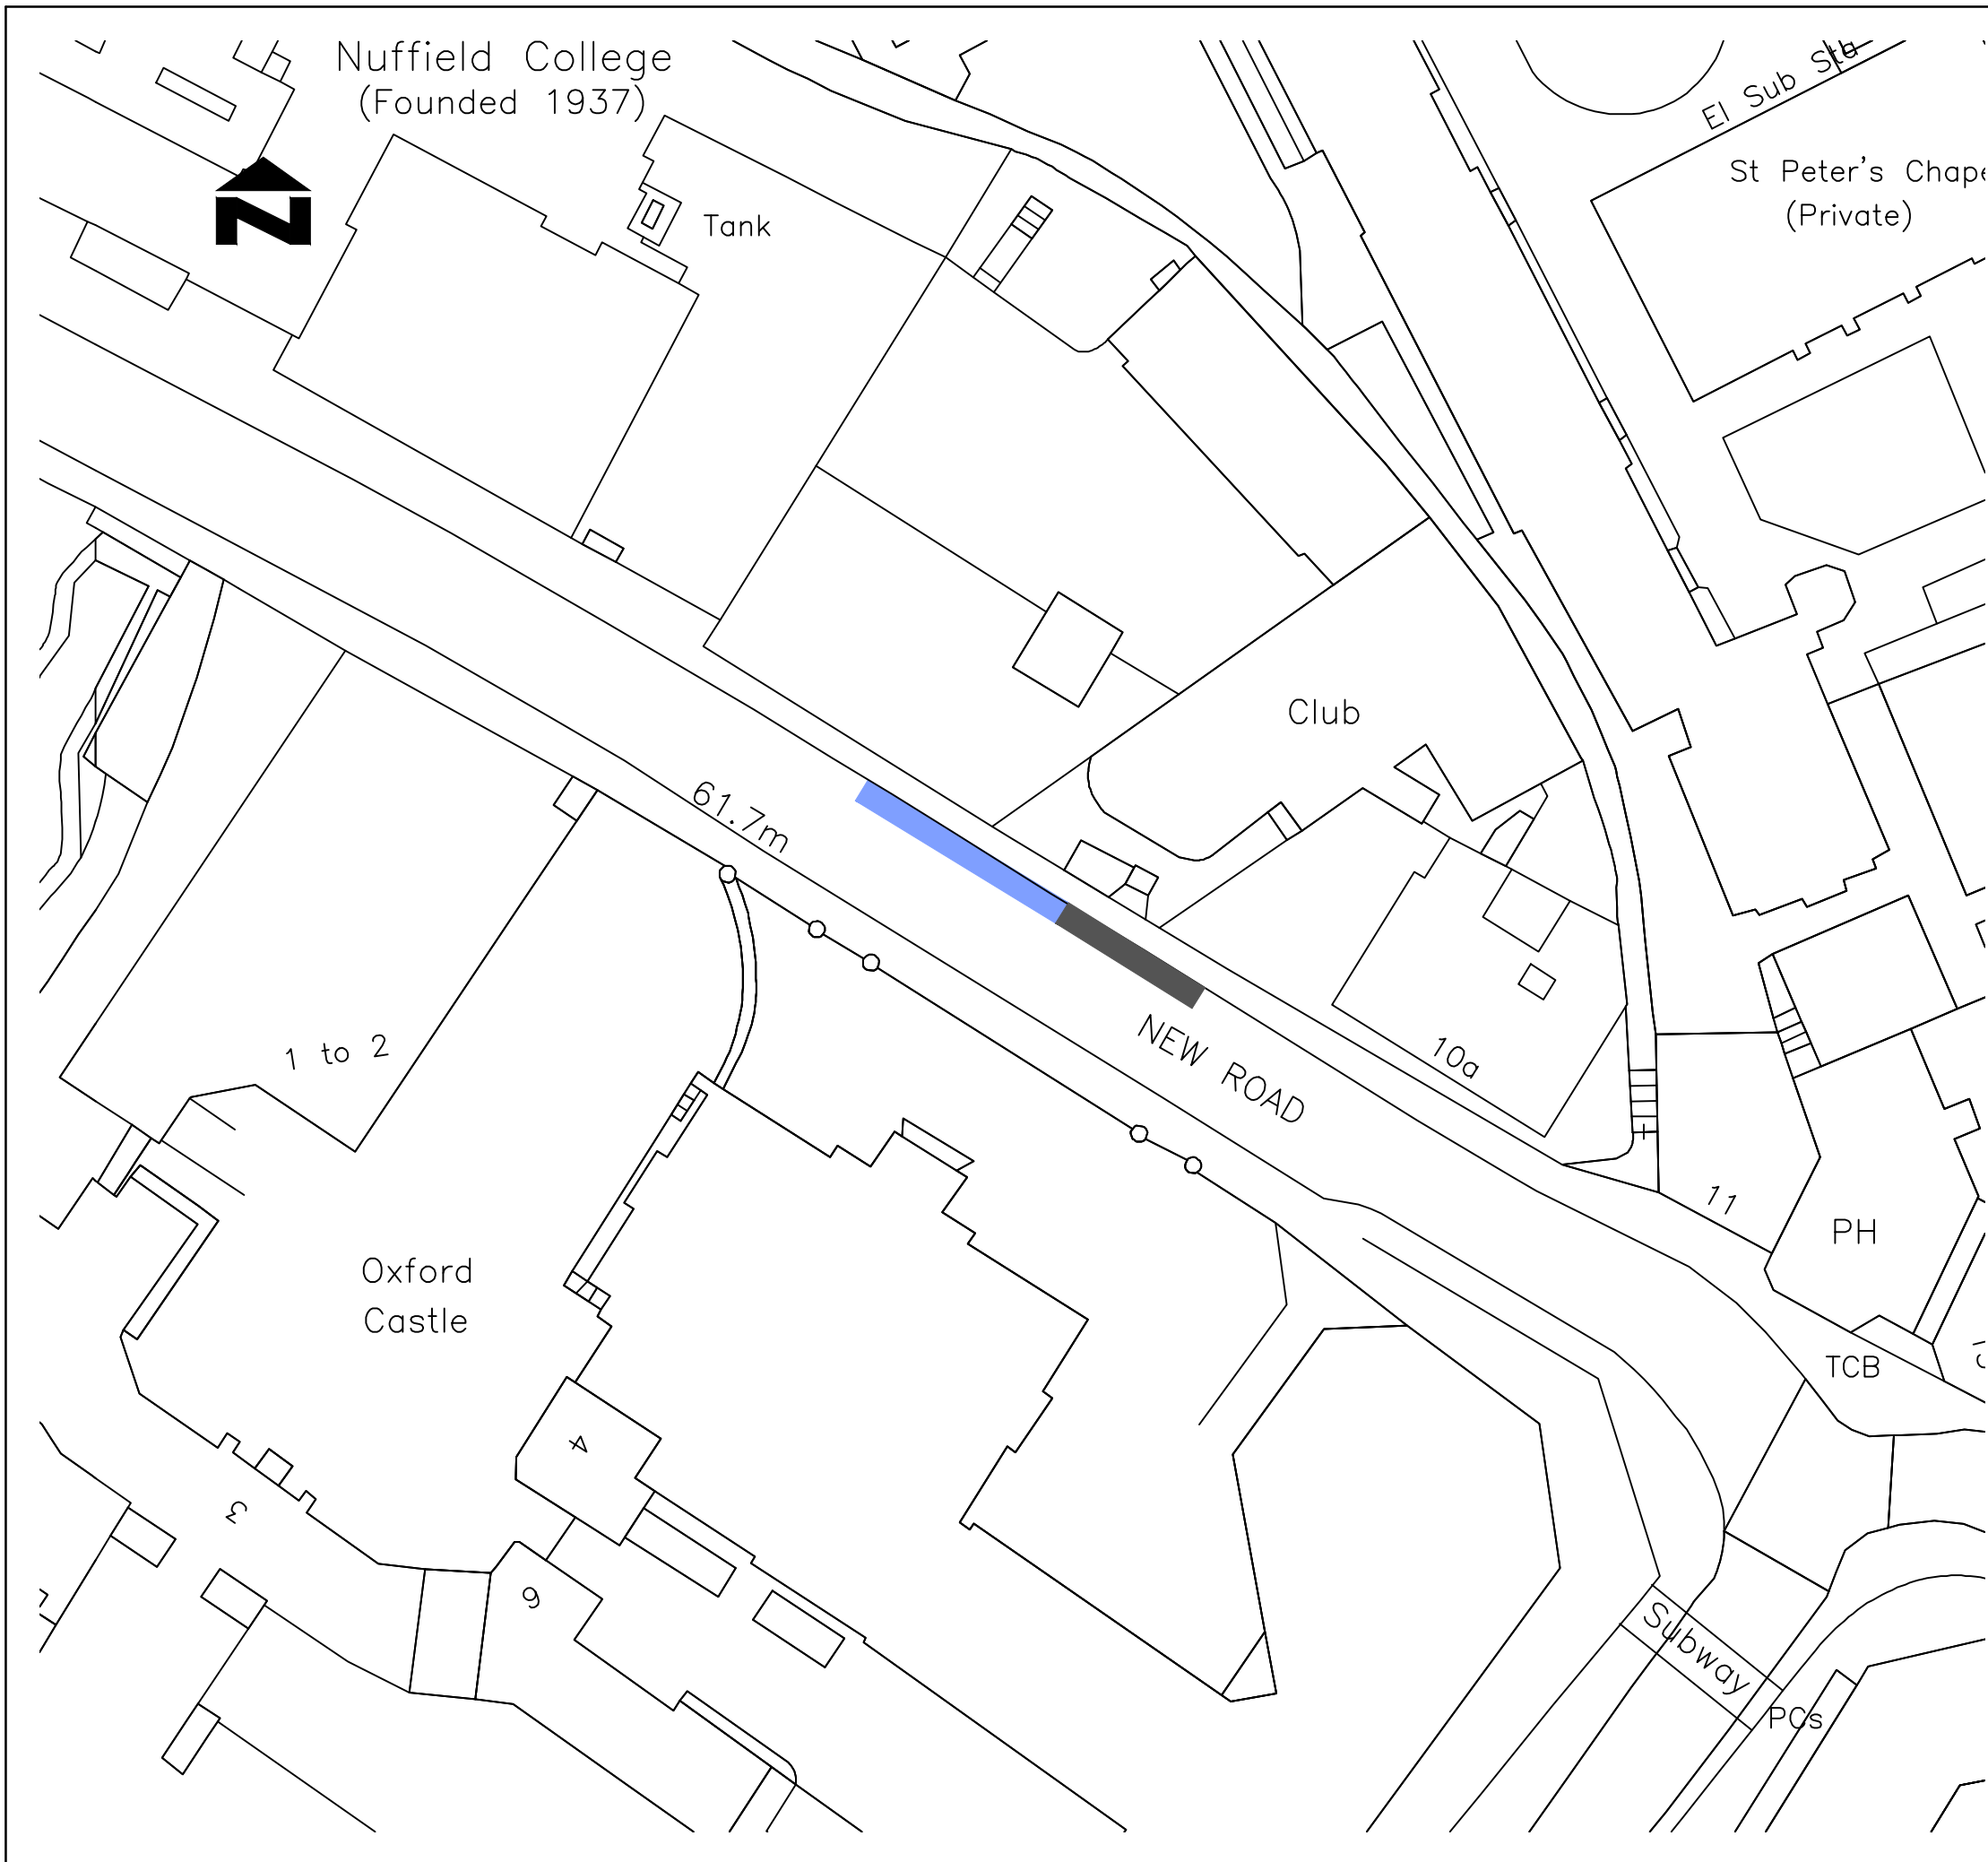 Nuffield College
(Founded 1937)
El Sub Sta
St Peter's Chape
(Private)
N
Tank
Club
61.7m
1 to 2
NEW ROAD
10a
11
PH
Oxford
Castle
TCB
4
3
6
Subway
PCs